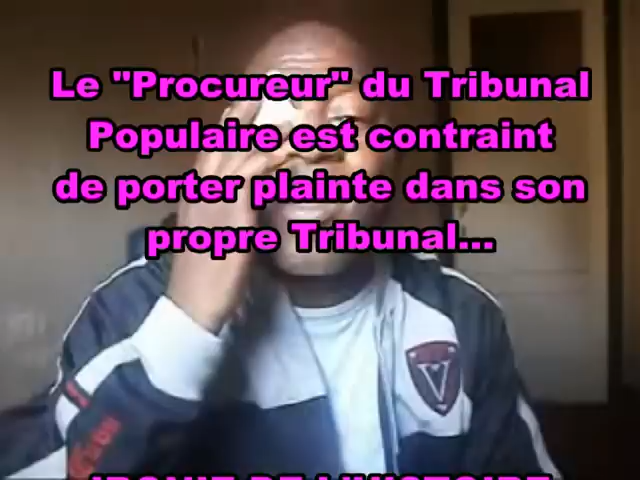 Le "Procureur" du Tribunal
Populaire est contraint
de porter plainte dans son
propre Tribunal...